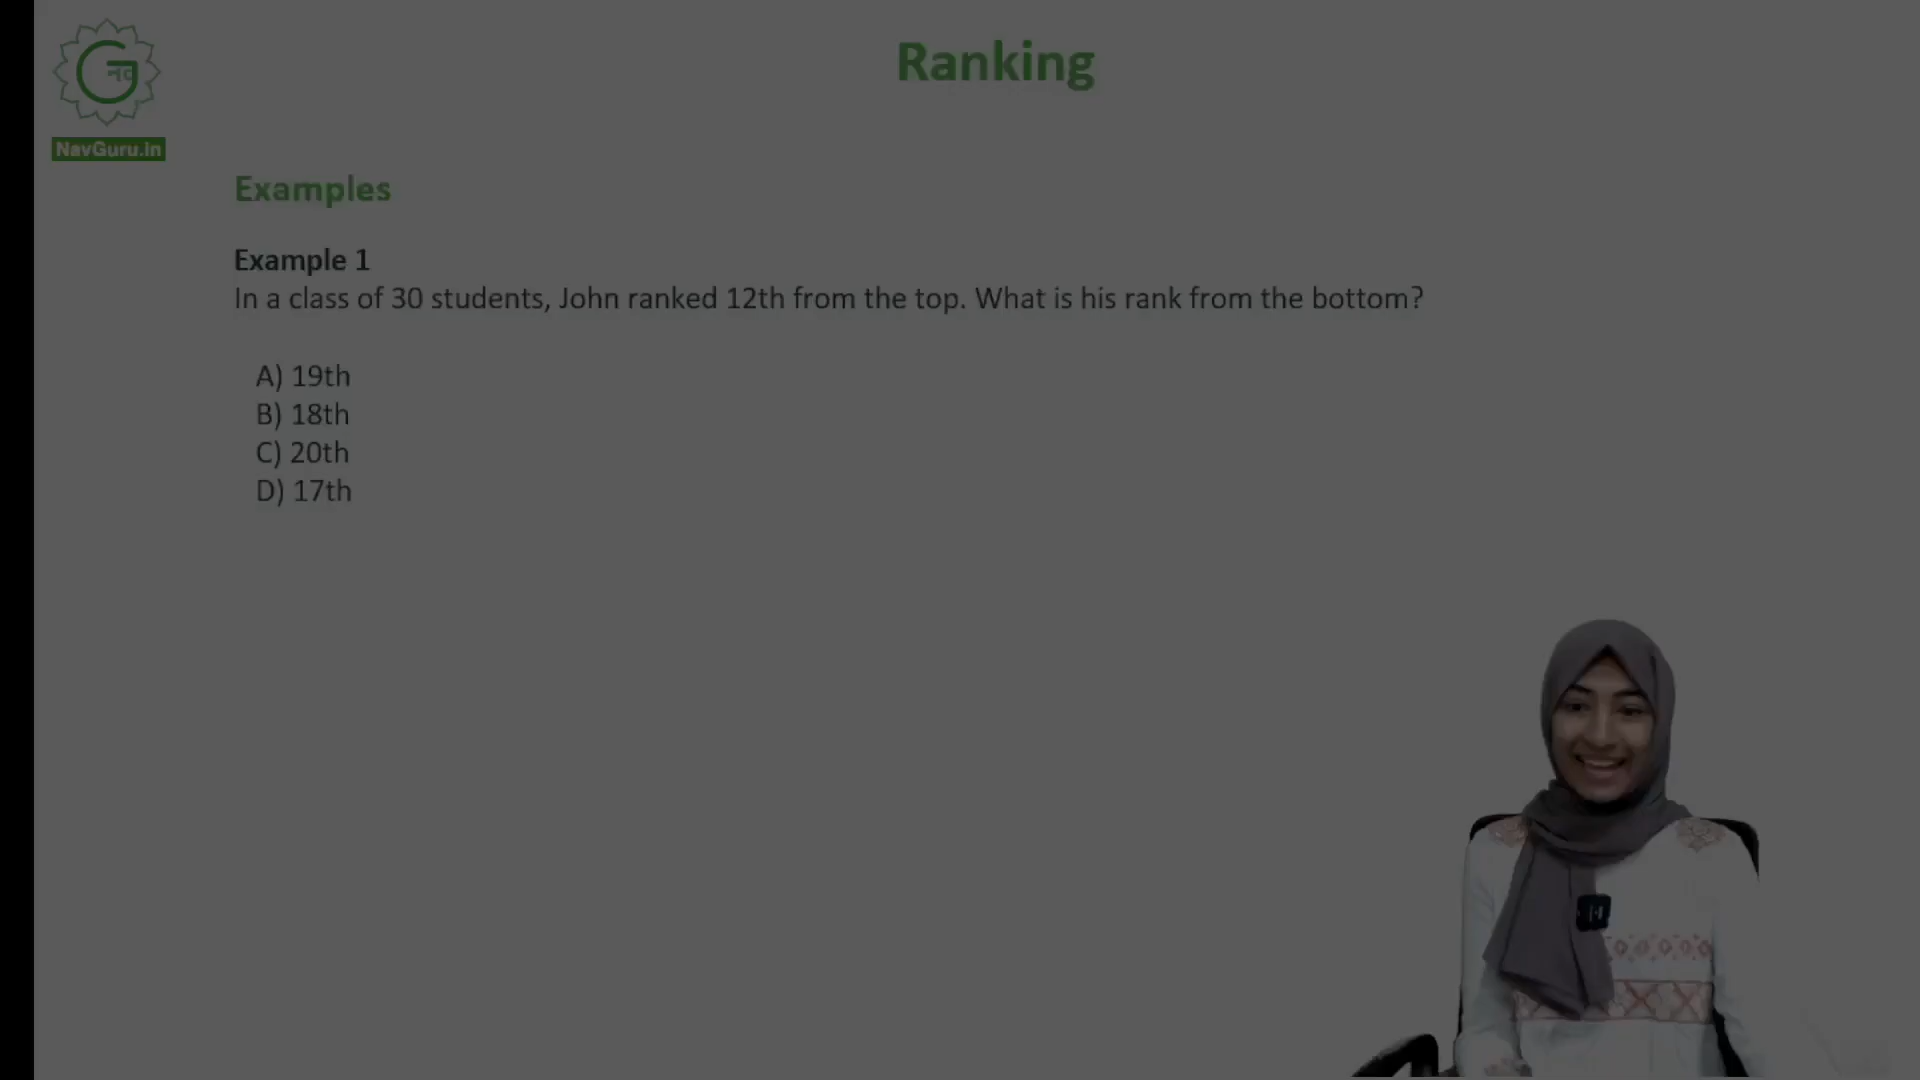 Ranking
नव
NavGuru.in
Examples
Example 1
In a class of 30 students, John ranked 12th from the top. What is his rank from the bottom?
A) 19th
B) 18th
C) 20th
D) 17th